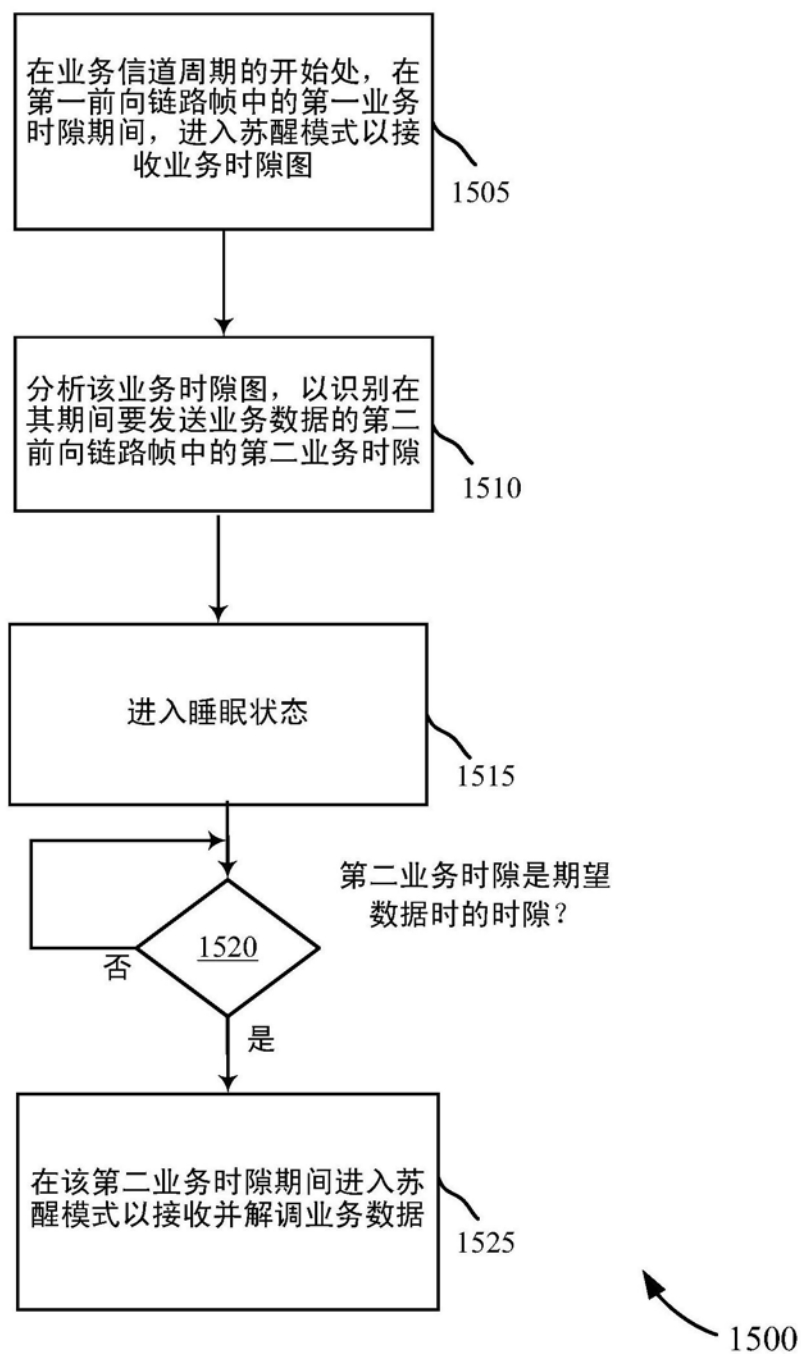 在业务信道周期的开始处，在
第一前向链路帧中的第一业务
时隙期间，进入苏醒模式以接
收业务时隙图
1505
分析该业务时隙图，以识别在
其期间要发送业务数据的第二
前向链路帧中的第二业务时隙
1510
进入睡眠状态
1515
第二业务时隙是期望
数据时的时隙？
1520
否
是
在该第二业务时隙期间进入苏
醒模式以接收并解调业务数据
1525
1500